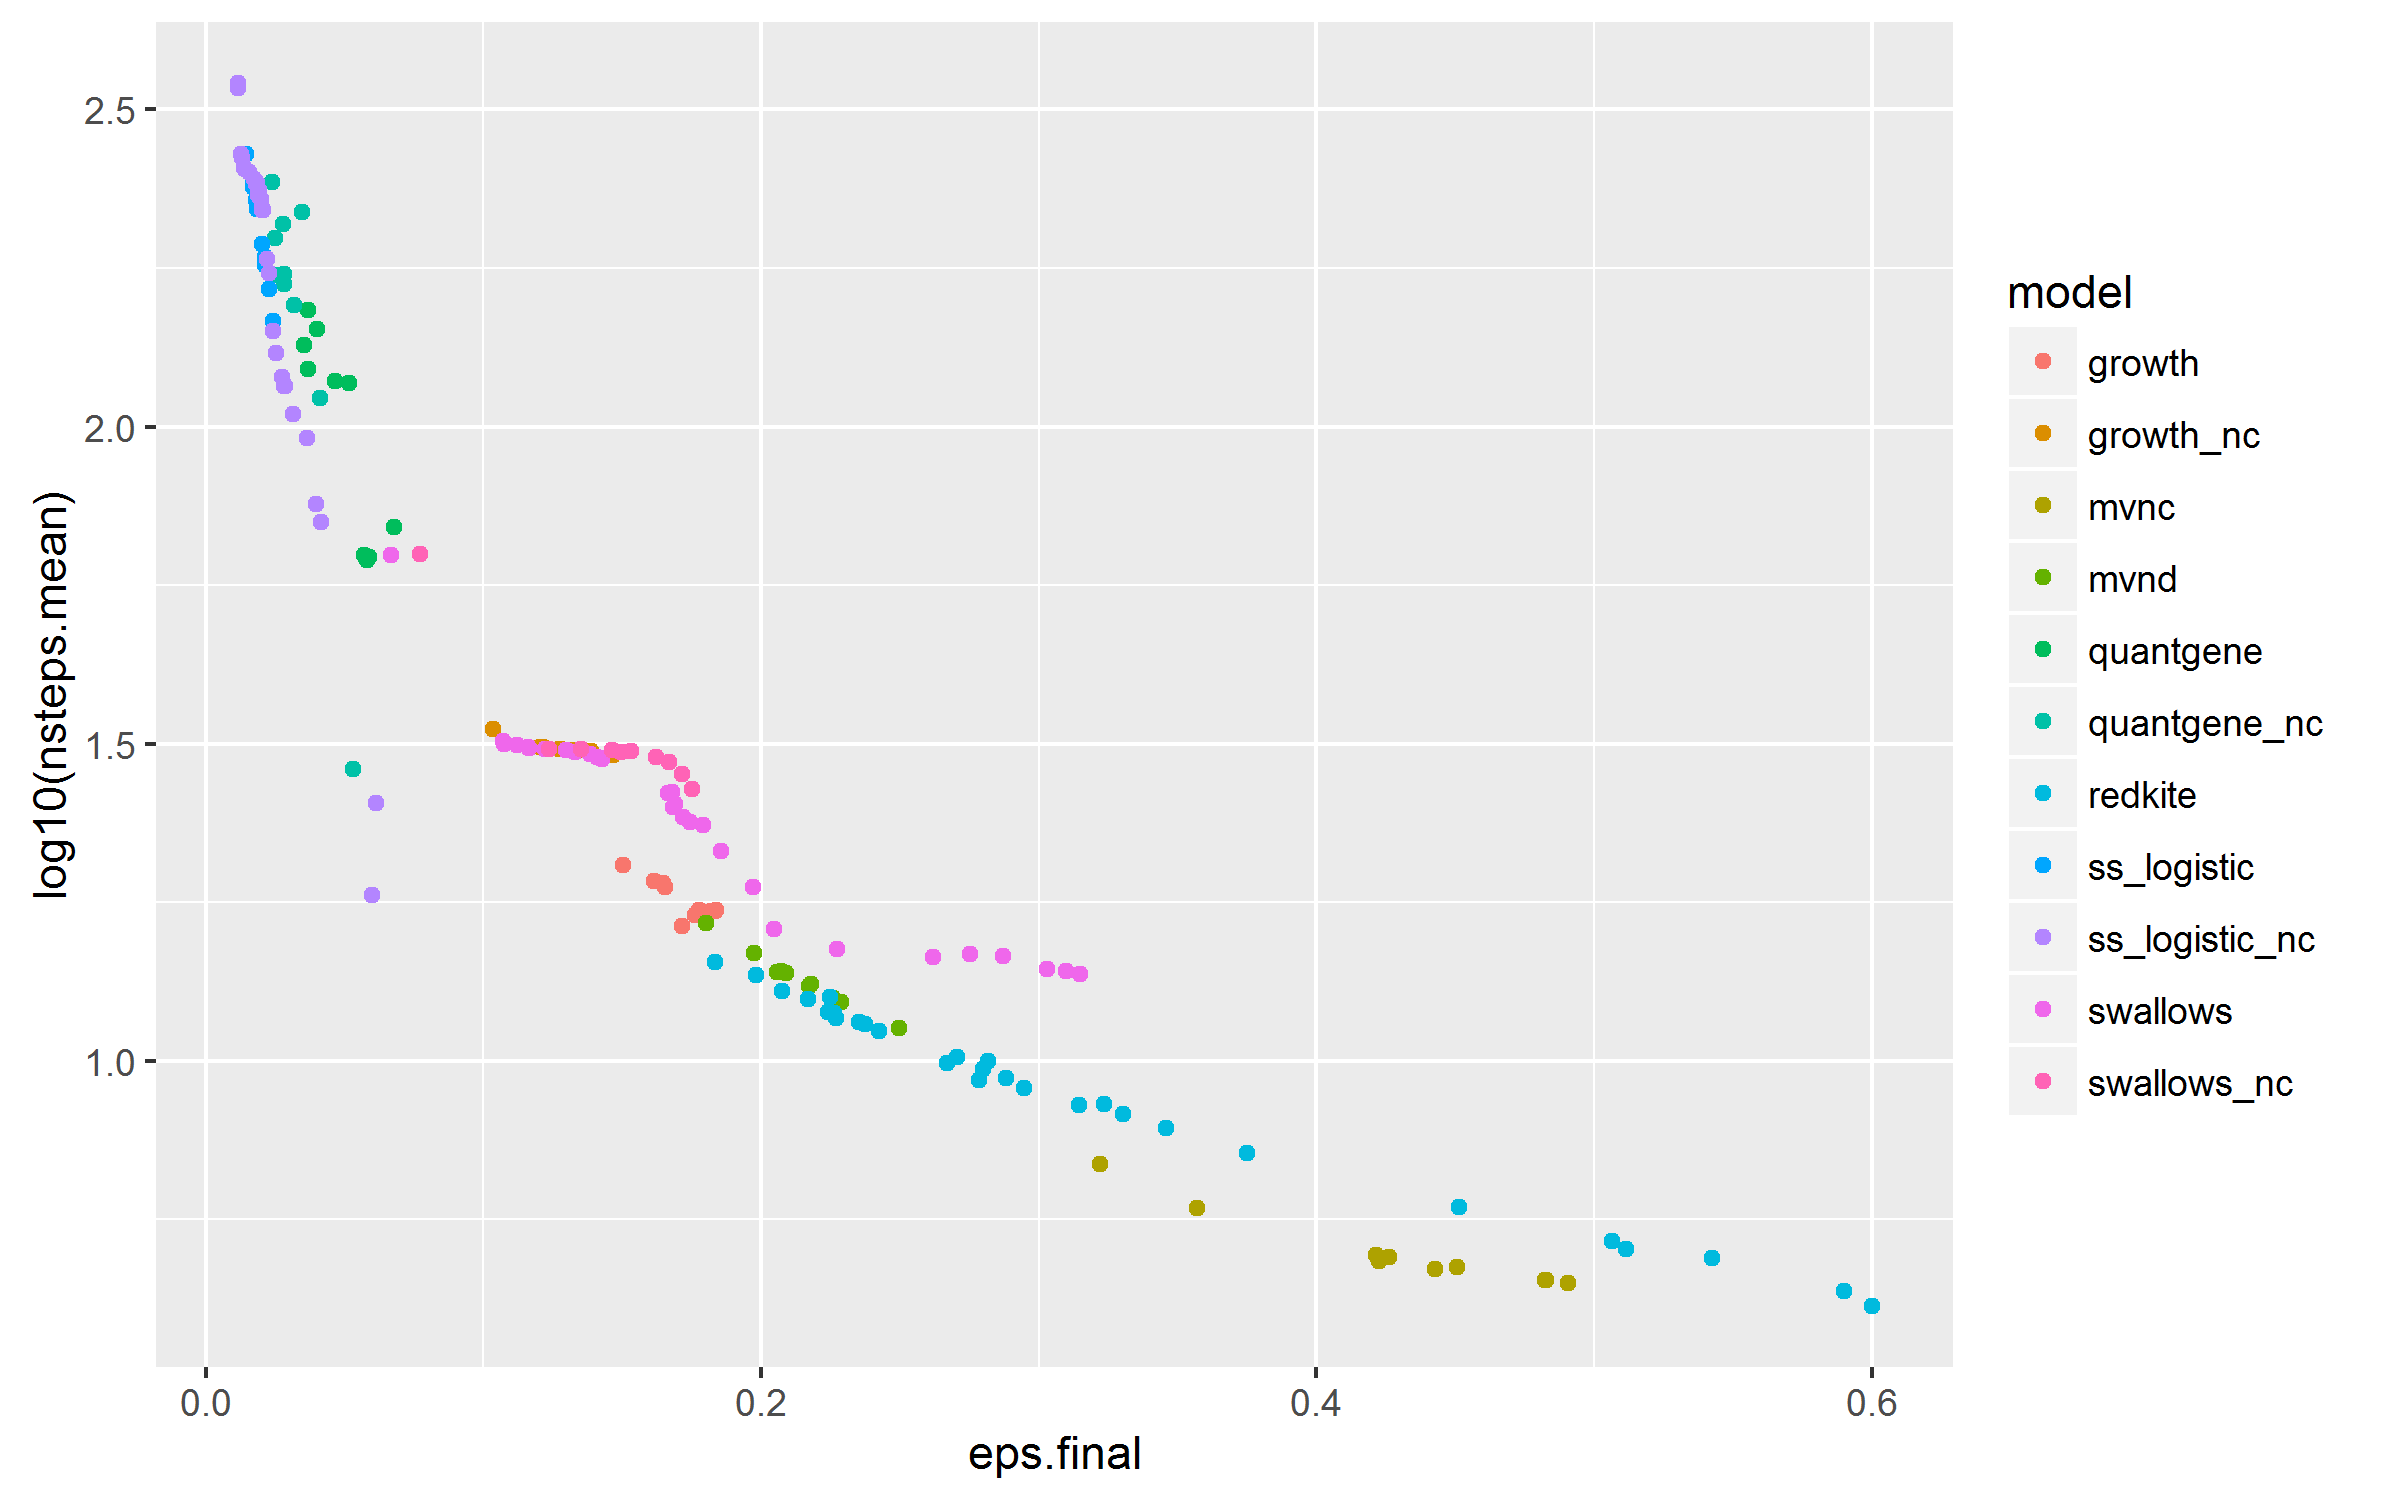 log10(nsteps.mean)
2.5
2.0
1.5
1.0
0.0 0.2 0.4 0.6
eps.final
model
growth
growth_nc
mvnc
mvnd
quantgene
quantgene_nc
redkite
ss_logistic
ss_logistic_nc
swallows
swallows_nc